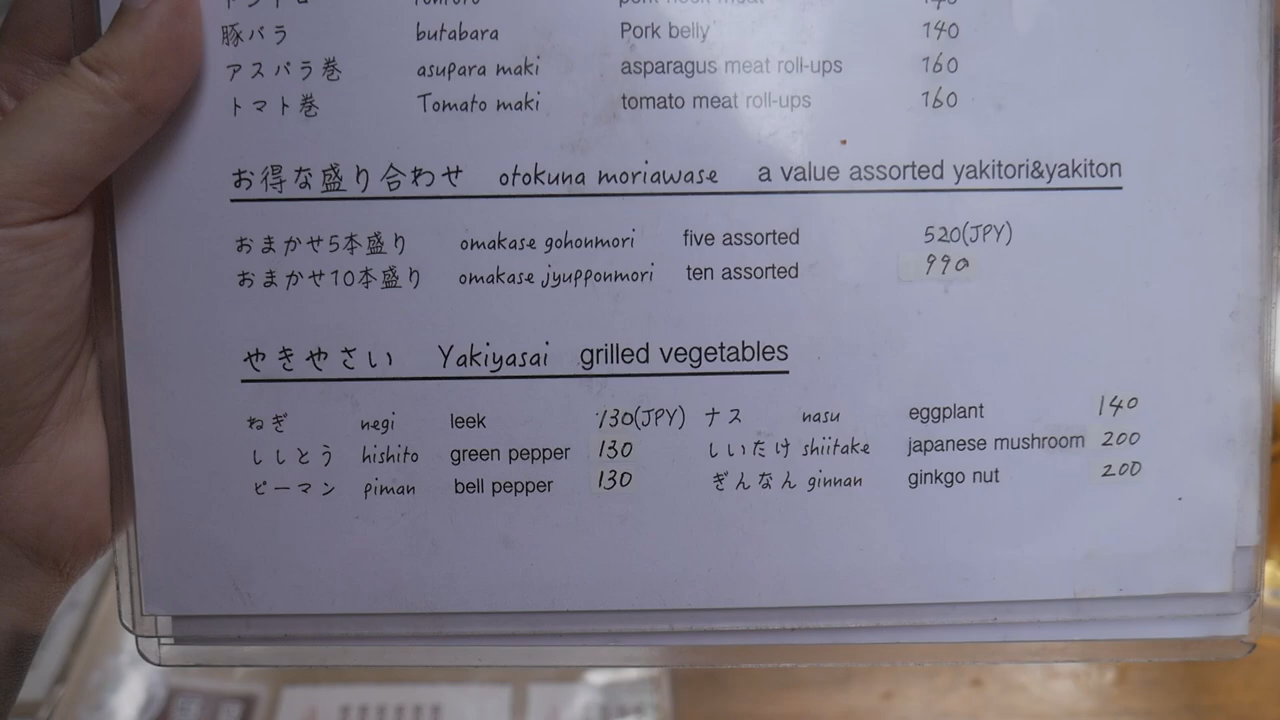 豚バラ butabara Pork belly 140
アスパラ巻 asupara maki asparagus meat roll-ups 160
トマト巻 Tomato maki tomato meat roll-ups 160
お得な盛り合わせ otokuna moriawase a value assorted yakitori&yakiton
おまかせ5本盛り omakase gohonmori five assorted 520(JPY)
おまかせ10本盛り omakase jyupponmori ten assorted 990
やきやさい Yakiyasai grilled vegetables
ねぎ negi leek 130(JPY) ナス nasu eggplant 140
ししとう hishito green pepper 130 しいたけ shiitake japanese mushroom 200
ピーマン piman bell pepper 130 ぎんなん ginnan ginkgo nut 200